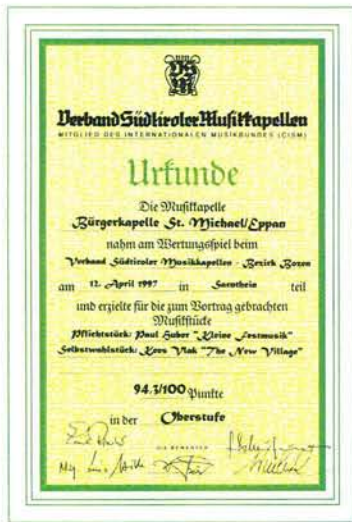 VSM
Verband Südtiroler Musikkapellen
MITGLIED DES INTERNATIONALEN MUSIKBUNDES (CISM)
Urkunde
Die Musikkapelle
Bürgerkapelle St. Michael/Eppan
nahm am Wertungsspiel beim
Verband Südtiroler Musikkapellen - Bezirk Bozen
am 12. April 1997 in Sarnthein teil
und erzielte für die zum Vortrag gebrachten
Musikstücke
Pflichtstück: Paul Huber "Kleine Festmusik"
Selbstwahlstück: Kees Vlak "The New Village"
94.3/100 Punkte
in der Oberstufe